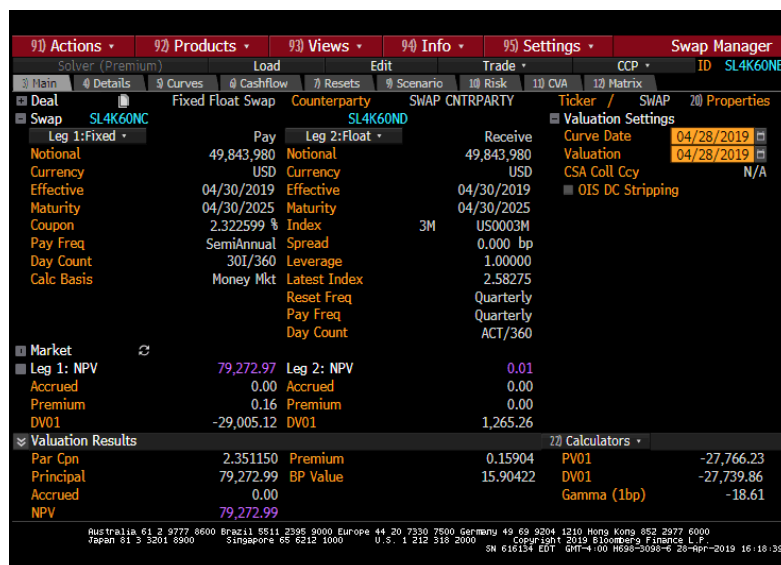 91) Actions 92) Products 93) Views 94) Info 95) Settings Swap Manager
Solver (Premium) Load Edit Trade CCP ID SL4K60NE
3) Main 4) Details 5) Curves 6) Cashflow 7) Resets 9) Scenario 10) Risk 11) CVA 12) Matrix
Deal Fixed Float Swap Counterparty SWAP CNTRPARTY Ticker / SWAP 20) Properties
Swap SL4K60NC SL4K60ND Valuation Settings
Leg 1:Fixed Pay Leg 2:Float Receive Curve Date 04/28/2019
Notional 49,843,980 Notional 49,843,980 Valuation 04/28/2019
Currency USD Currency USD CSA Coll Ccy N/A
Effective 04/30/2019 Effective 04/30/2019 OIS DC Stripping
Maturity 04/30/2025 Maturity 04/30/2025
Coupon 2.322599 % Index 3M US0003M
Pay Freq SemiAnnual Spread 0.000 bp
Day Count 30I/360 Leverage 1.00000
Calc Basis Money Mkt Latest Index 2.58275
Reset Freq Quarterly
Pay Freq Quarterly
Day Count ACT/360
Market
Leg 1: NPV 79,272.97 Leg 2: NPV 0.01
Accrued 0.00 Accrued 0.00
Premium 0.16 Premium 0.00
DV01 -29,005.12 DV01 1,265.26
Valuation Results 22) Calculators
Par Cpn 2.351150 Premium 0.15904 PV01 -27,766.23
Principal 79,272.99 BP Value 15.90422 DV01 -27,739.86
Accrued 0.00 Gamma (1bp) -18.61
NPV 79,272.99
Australia 61 2 9777 8600 Brazil 5511 2395 9000 Europe 44 20 7330 7500 Germany 49 69 9204 1210 Hong Kong 852 2977 6000
Japan 81 3 3201 8900 Singapore 65 6212 1000 U.S. 1 212 318 2000 Copyright 2019 Bloomberg Finance L.P.
SN 616134 EDT GMT-4:00 H698-3098-6 28-Apr-2019 16:18:39